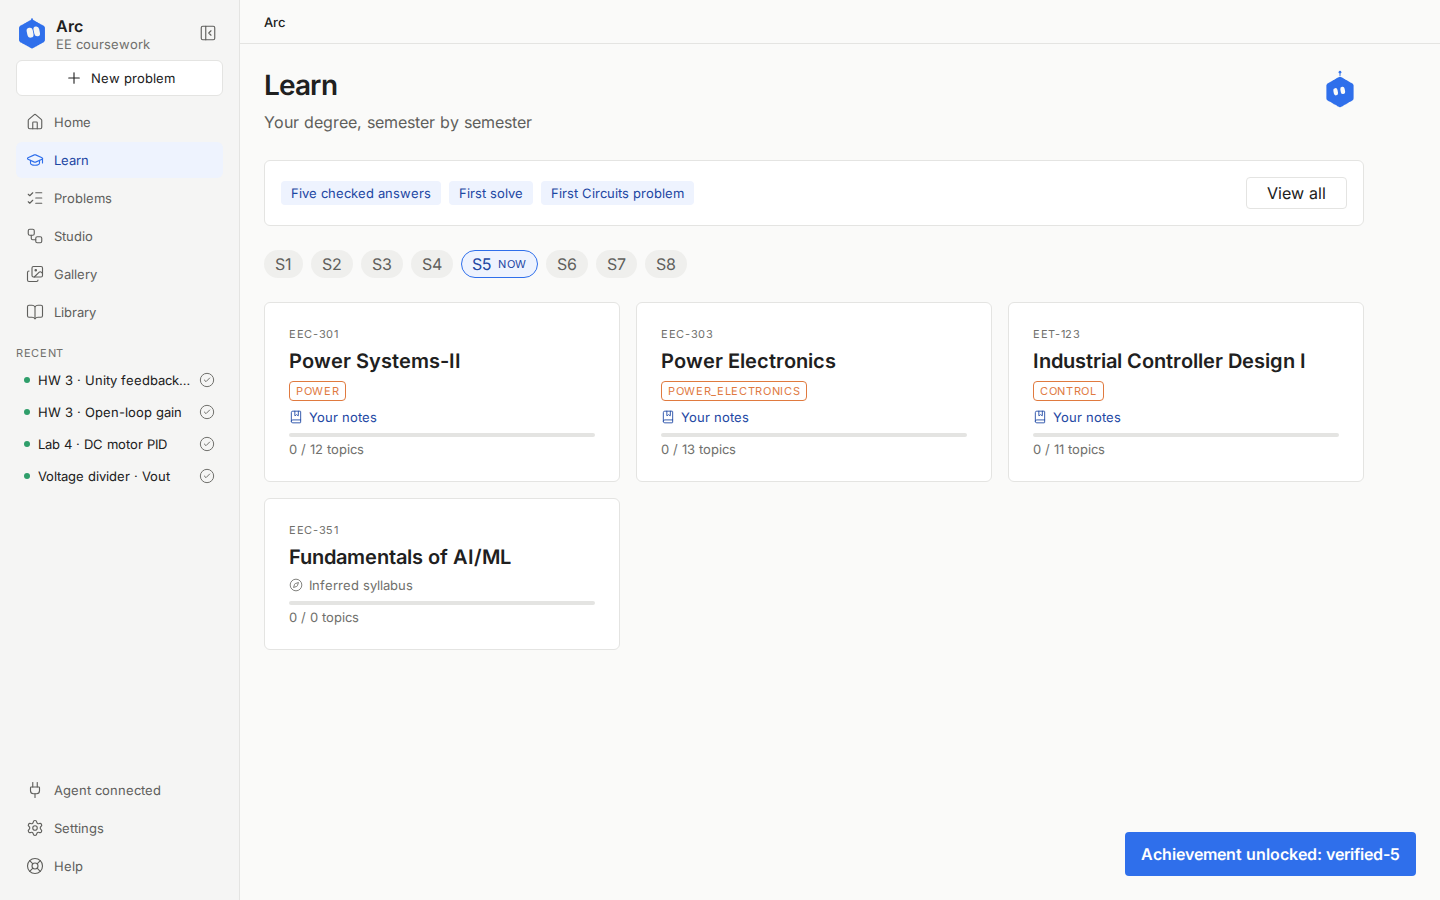 Arc
EE coursework
New problem
Home
Learn
Problems
Studio
Gallery
Library
RECENT
HW 3 · Unity feedback...
HW 3 · Open-loop gain
Lab 4 · DC motor PID
Voltage divider · Vout
Agent connected
Settings
Help
Arc
Learn
Your degree, semester by semester
Five checked answers
First solve
First Circuits problem
View all
S1
S2
S3
S4
S5 NOW
S6
S7
S8
EEC-301
Power Systems-II
POWER
Your notes
0 / 12 topics
EEC-303
Power Electronics
POWER_ELECTRONICS
Your notes
0 / 13 topics
EET-123
Industrial Controller Design I
CONTROL
Your notes
0 / 11 topics
EEC-351
Fundamentals of AI/ML
Inferred syllabus
0 / 0 topics
Achievement unlocked: verified-5